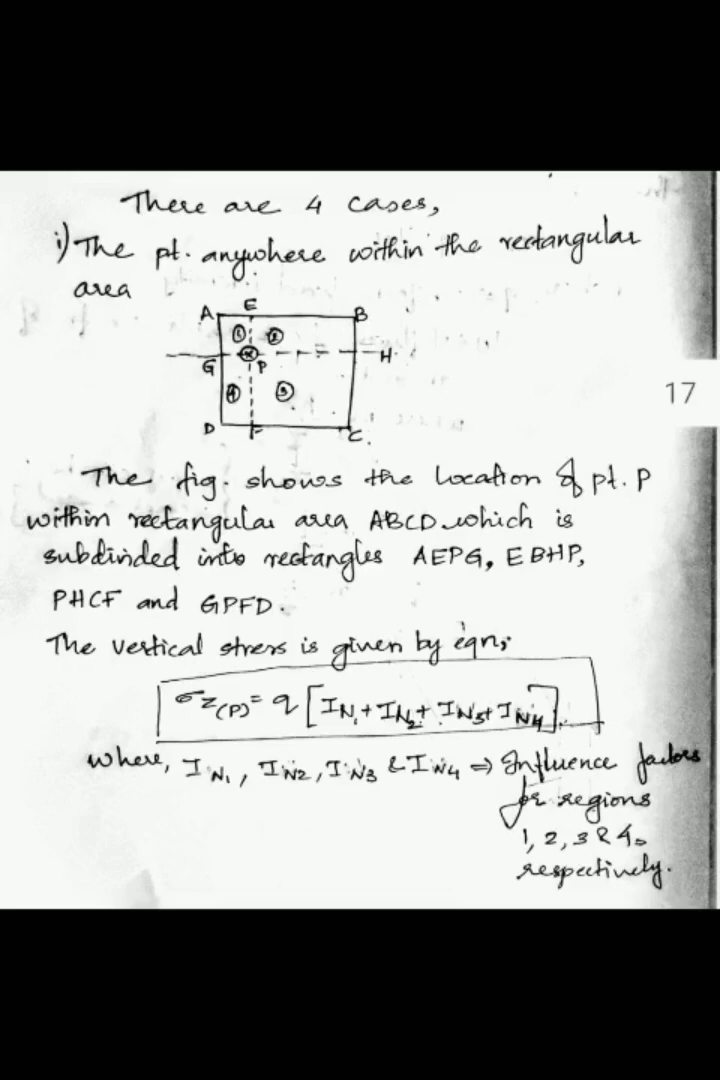 There are 4 cases,
i) The pt. anywhere within the rectangular
area
A E B
① ②
G P H
④ ③
D F C.
17
The fig. shows the location of pt. P
within rectangular area ABCD which is
subdivided into rectangles AEPG, EBHP,
PHCF and GPFD.
The vertical stress is given by eqn;
σz(P) = q [IN1 + IN2 + IN3 + IN4].
where, IN1, IN2, IN3 & IN4 ⇒ Influence factors
for regions
1, 2, 3 & 4,
respectively.